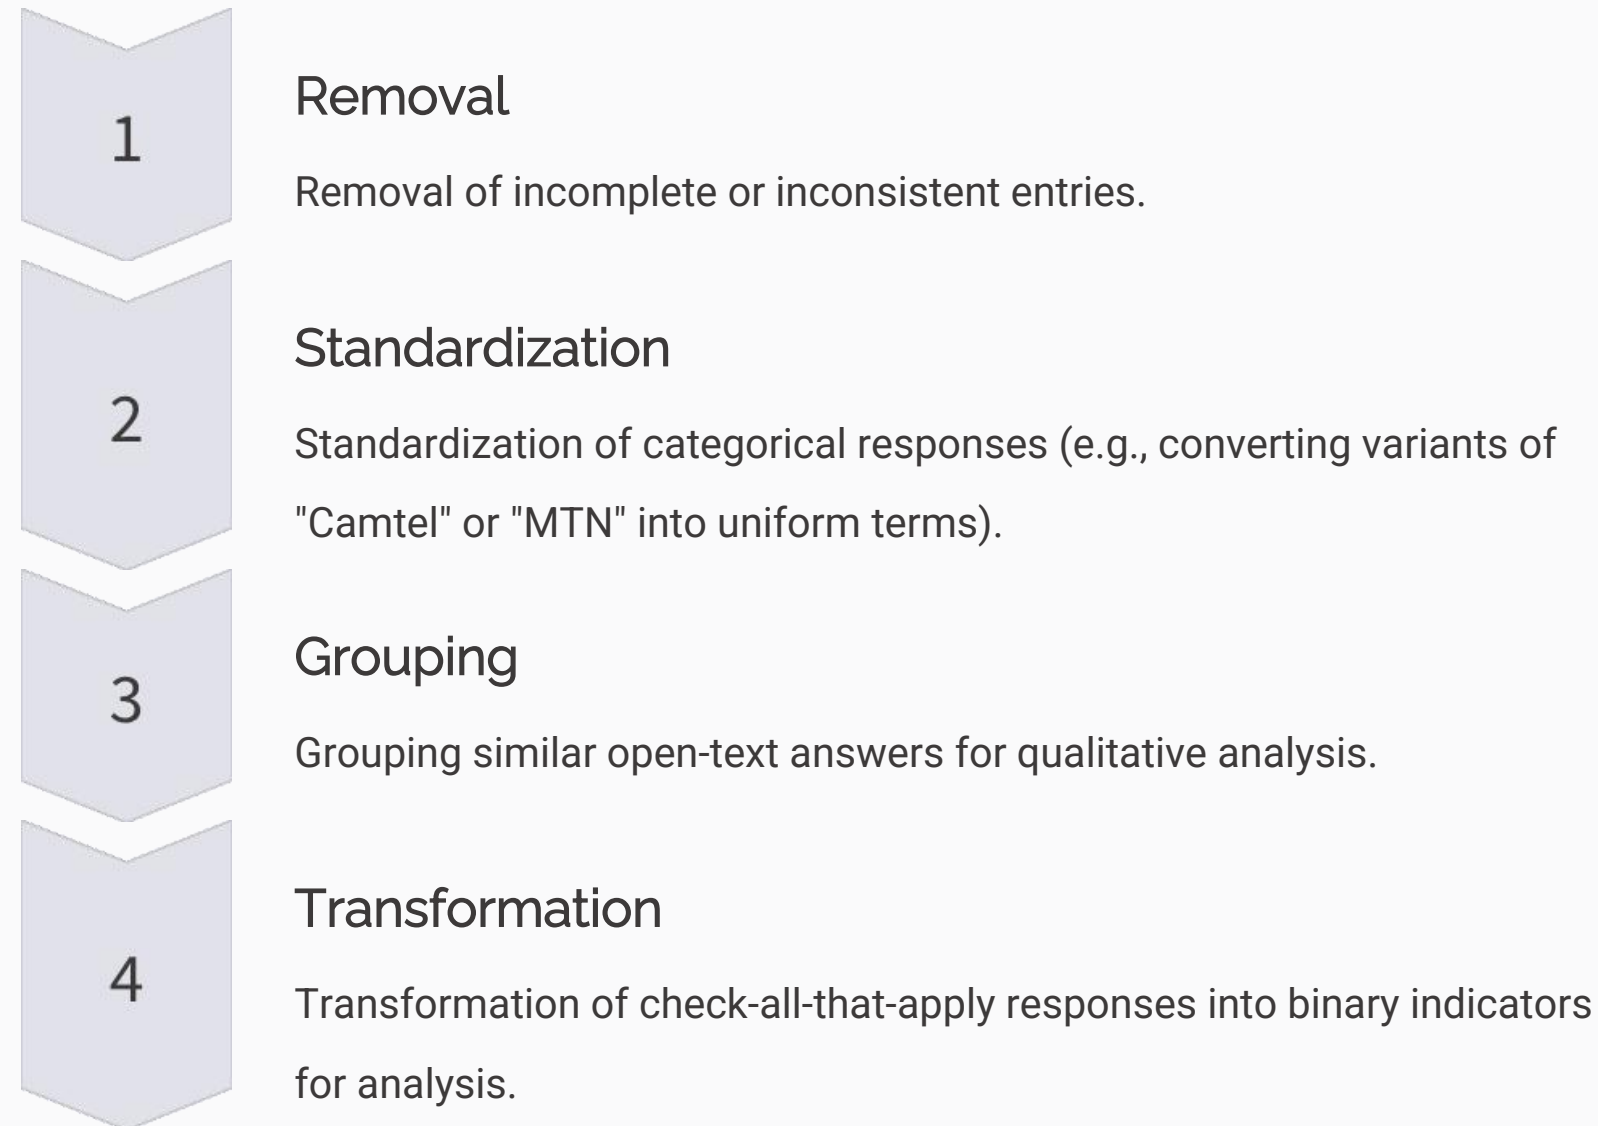 1
Removal
Removal of incomplete or inconsistent entries.
2
Standardization
Standardization of categorical responses (e.g., converting variants of
"Camtel" or "MTN" into uniform terms).
3
Grouping
Grouping similar open-text answers for qualitative analysis.
4
Transformation
Transformation of check-all-that-apply responses into binary indicators
for analysis.